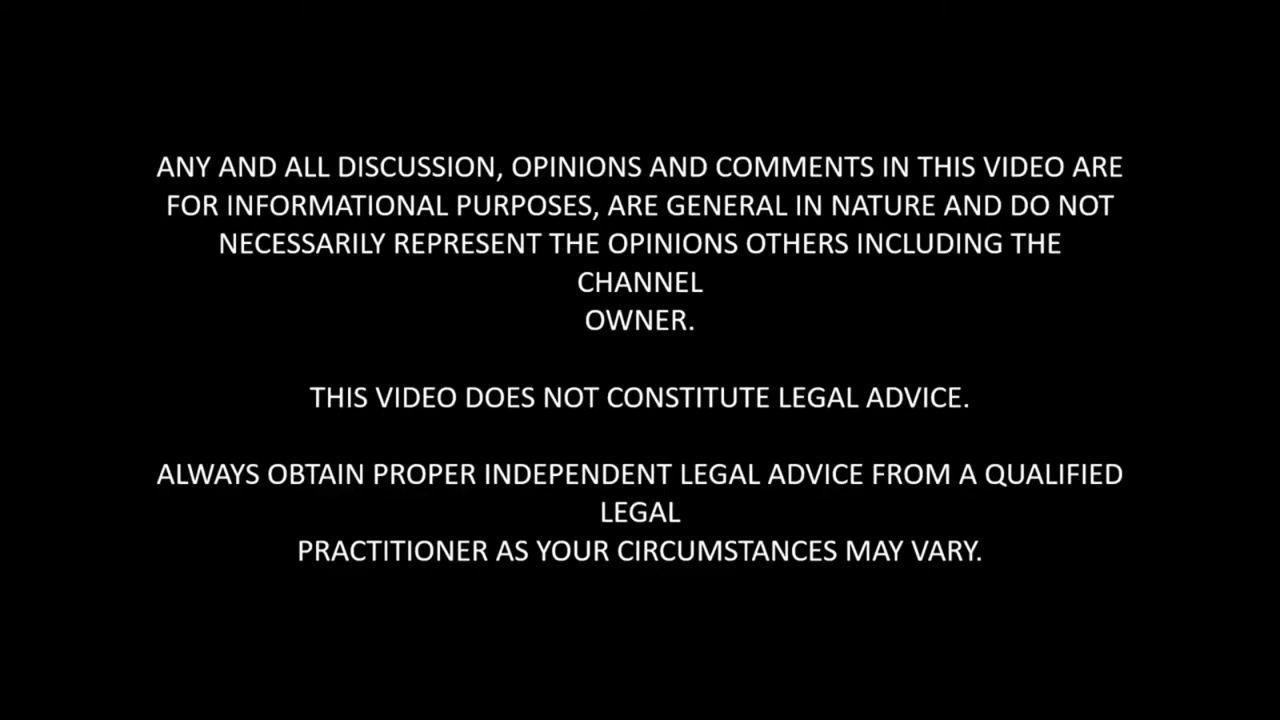 ANY AND ALL DISCUSSION, OPINIONS AND COMMENTS IN THIS VIDEO ARE
FOR INFORMATIONAL PURPOSES, ARE GENERAL IN NATURE AND DO NOT
NECESSARILY REPRESENT THE OPINIONS OTHERS INCLUDING THE
CHANNEL
OWNER.
THIS VIDEO DOES NOT CONSTITUTE LEGAL ADVICE.
ALWAYS OBTAIN PROPER INDEPENDENT LEGAL ADVICE FROM A QUALIFIED
LEGAL
PRACTITIONER AS YOUR CIRCUMSTANCES MAY VARY.